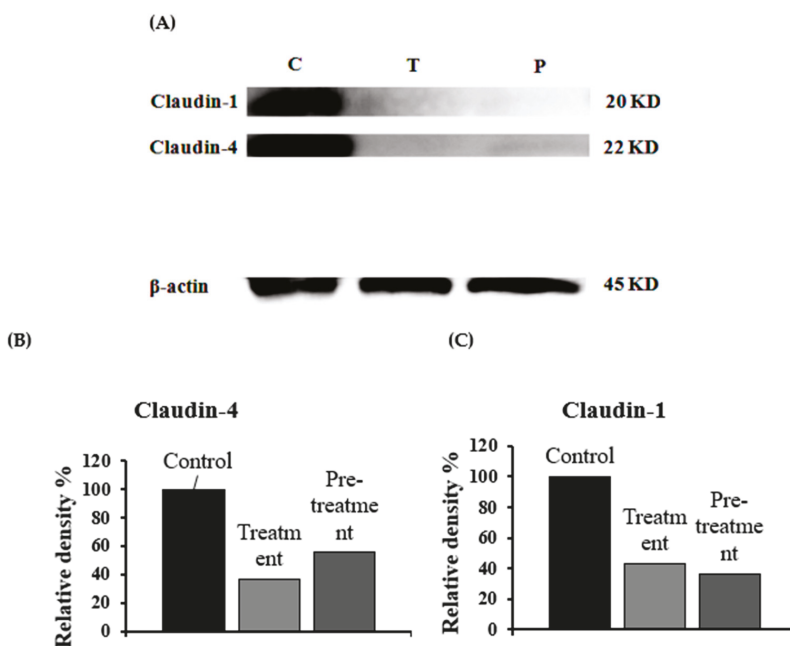 (A)
C T P
Claudin-1 20 KD
Claudin-4 22 KD
β-actin 45 KD
(B)
(C)
Claudin-4
Relative density %
120
100
80
60
40
20
0
Control
Treatm
ent
Pre-
treatme
nt
Claudin-1
Relative density %
120
100
80
60
40
20
0
Control
Treatm
ent
Pre-
treatme
nt